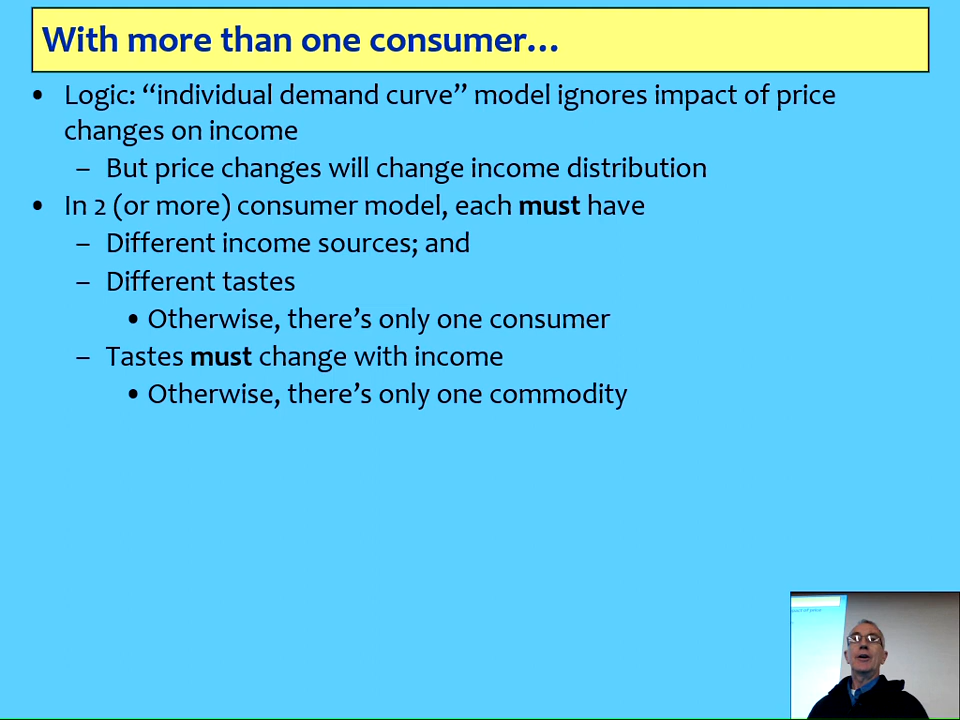 With more than one consumer…
• Logic: “individual demand curve” model ignores impact of price
changes on income
– But price changes will change income distribution
• In 2 (or more) consumer model, each must have
– Different income sources; and
– Different tastes
• Otherwise, there’s only one consumer
– Tastes must change with income
• Otherwise, there’s only one commodity